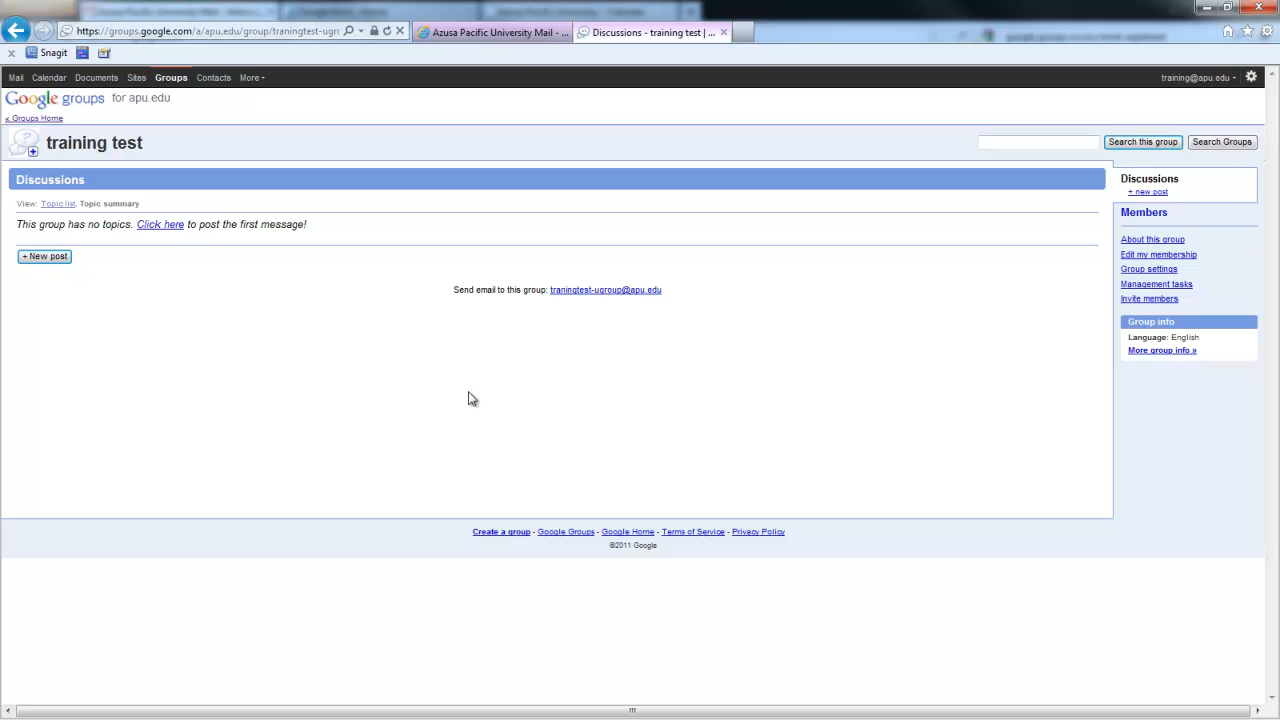 https://groups.google.com/a/apu.edu/group/traningtest-ugr
Azusa Pacific University Mail - ...
Discussions - training test | ...
Snagit
Mail Calendar Documents Sites Groups Contacts More
training@apu.edu
Google groups for apu.edu
« Groups Home
training test
Search this group Search Groups
Discussions
View: Topic list, Topic summary
This group has no topics. Click here to post the first message!
+ New post
Send email to this group: traningtest-ugroup@apu.edu
Discussions
+ new post
Members
About this group
Edit my membership
Group settings
Management tasks
Invite members
Group info
Language: English
More group info »
Create a group - Google Groups - Google Home - Terms of Service - Privacy Policy
©2011 Google